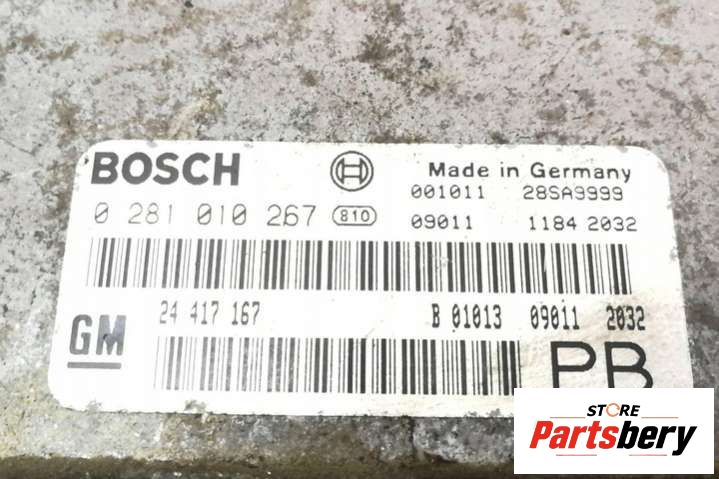 BOSCH
Made in Germany
001011 28SA9999
0 281 010 267 810
09011 1184 2032
24 417 167 B 01013 09011 2032
GM
PB
STORE
Partsbery